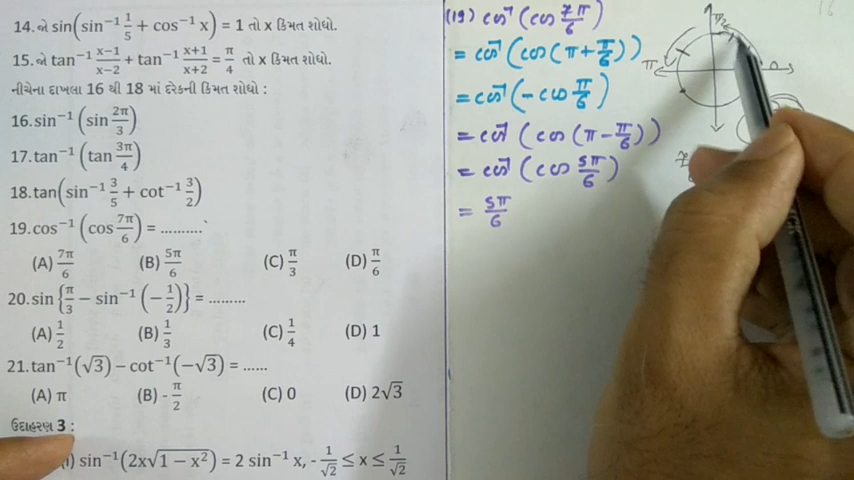 14. જો sin(sin⁻¹ 1/5 + cos⁻¹ x) = 1 તો x કિંમત શોધો.
15. જો tan⁻¹ x−1/x−2 + tan⁻¹ x+1/x+2 = π/4 તો x કિંમત શોધો.
નીચેના દાખલા 16 થી 18 માં દરેકની કિંમત શોધો :
16. sin⁻¹ (sin 2π/3)
17. tan⁻¹ (tan 3π/4)
18. tan(sin⁻¹ 3/5 + cot⁻¹ 3/2)
19. cos⁻¹ (cos 7π/6) = ..........
(A) 7π/6 (B) 5π/6 (C) π/3 (D) π/6
20. sin {π/3 − sin⁻¹ (−1/2)} = .........
(A) 1/2 (B) 1/3 (C) 1/4 (D) 1
21. tan⁻¹(√3) − cot⁻¹(−√3) = ......
(A) π (B) -π/2 (C) 0 (D) 2√3
ઉદાહરણ 3 :
) sin⁻¹(2x√1 − x²) = 2 sin⁻¹ x, -1/√2 ≤ x ≤ 1/√2
(19) cos⁻¹ (cos 7π/6)
= cos⁻¹ (cos (π + π/6))
= cos⁻¹ (−cos π/6)
= cos⁻¹ (cos (π − π/6))
= cos⁻¹ (cos 5π/6)
= 5π/6
π/2
π 0